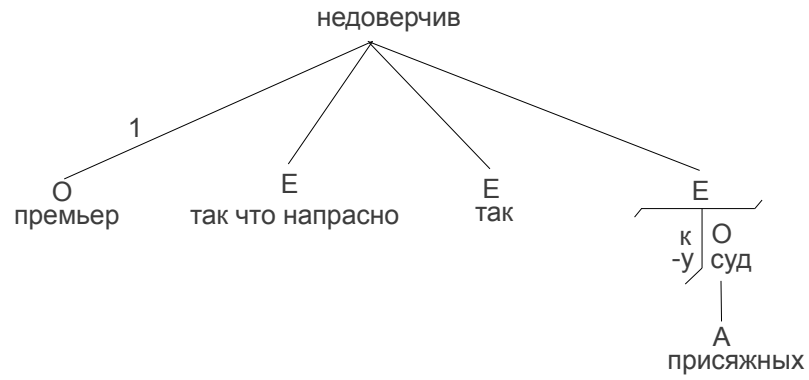 недоверчив
1
О Е Е Е
премьер так что напрасно так
к О
-у суд
А
присяжных